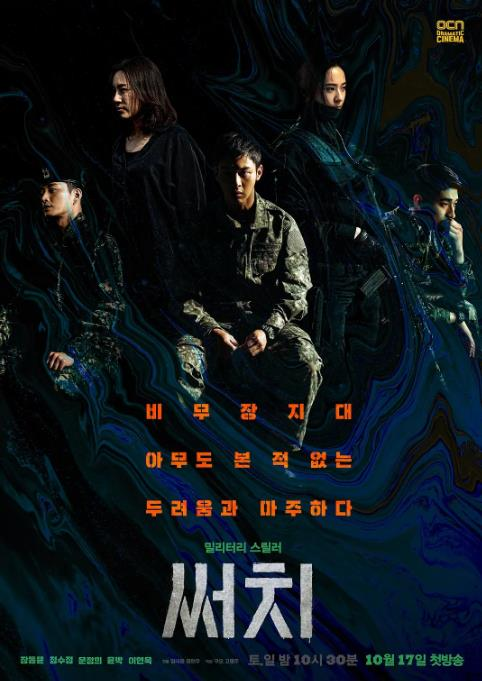 OCN
DRAMATIC
CINEMA
비무장지대
아무도 본 적 없는
두려움과 마주하다
밀리터리 스릴러
써치
장동윤 정수정 문정희 윤박 이현욱
토,일 밤 10시 30분 10월 17일 첫방송